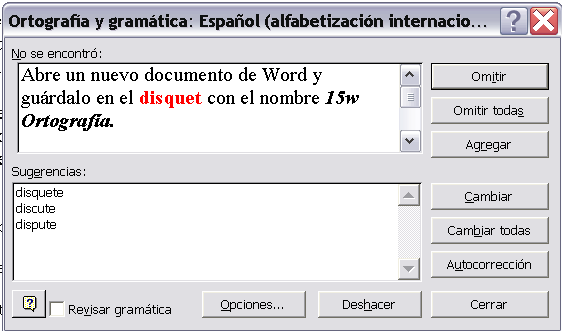 Ortografía y gramática: Español (alfabetización internacio...
No se encontró:
Abre un nuevo documento de Word y
guárdalo en el disquet con el nombre 15w
Ortografía.
Omitir
Omitir todas
Agregar
Sugerencias:
disquete
discute
dispute
Cambiar
Cambiar todas
Autocorrección
Revisar gramática
Opciones...
Deshacer
Cerrar